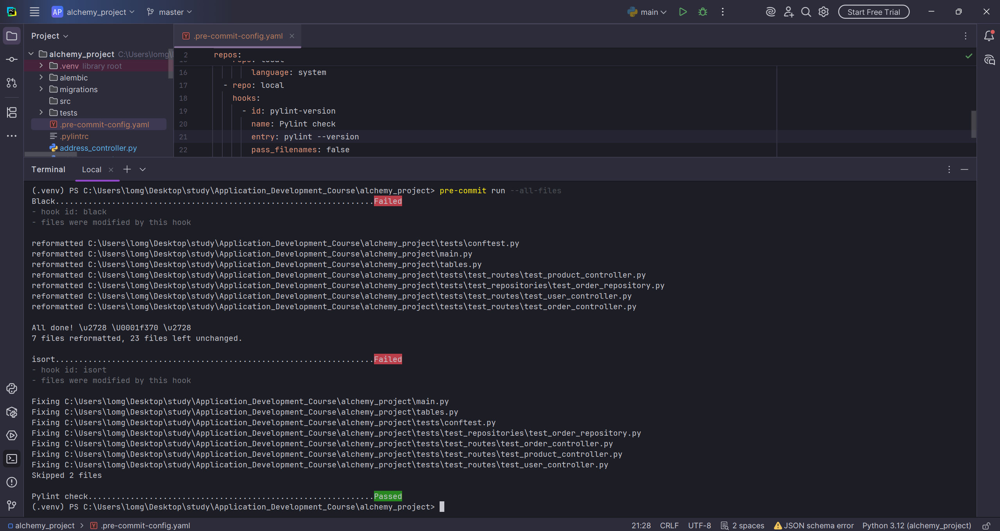 PC
AP alchemy_project
master
main
Start Free Trial
Project
.pre-commit-config.yaml
alchemy_project C:\Users\lomg\
.venv library root
alembic
migrations
src
tests
.pre-commit-config.yaml
.pylintrc
address_controller.py
2 repos:
16 language: system
17 - repo: local
18 hooks:
19 - id: pylint-version
20 name: Pylint check
21 entry: pylint --version
22 pass_filenames: false
Terminal Local
(.venv) PS C:\Users\lomg\Desktop\study\Application_Development_Course\alchemy_project> pre-commit run --all-files
Black....................................................................Failed
- hook id: black
- files were modified by this hook
reformatted C:\Users\lomg\Desktop\study\Application_Development_Course\alchemy_project\tests\conftest.py
reformatted C:\Users\lomg\Desktop\study\Application_Development_Course\alchemy_project\main.py
reformatted C:\Users\lomg\Desktop\study\Application_Development_Course\alchemy_project\tables.py
reformatted C:\Users\lomg\Desktop\study\Application_Development_Course\alchemy_project\tests\test_routes\test_product_controller.py
reformatted C:\Users\lomg\Desktop\study\Application_Development_Course\alchemy_project\tests\test_repositories\test_order_repository.py
reformatted C:\Users\lomg\Desktop\study\Application_Development_Course\alchemy_project\tests\test_routes\test_user_controller.py
reformatted C:\Users\lomg\Desktop\study\Application_Development_Course\alchemy_project\tests\test_routes\test_order_controller.py
All done! \u2728 \U0001f370 \u2728
7 files reformatted, 23 files left unchanged.
isort....................................................................Failed
- hook id: isort
- files were modified by this hook
Fixing C:\Users\lomg\Desktop\study\Application_Development_Course\alchemy_project\main.py
Fixing C:\Users\lomg\Desktop\study\Application_Development_Course\alchemy_project\tables.py
Fixing C:\Users\lomg\Desktop\study\Application_Development_Course\alchemy_project\tests\conftest.py
Fixing C:\Users\lomg\Desktop\study\Application_Development_Course\alchemy_project\tests\test_repositories\test_order_repository.py
Fixing C:\Users\lomg\Desktop\study\Application_Development_Course\alchemy_project\tests\test_routes\test_order_controller.py
Fixing C:\Users\lomg\Desktop\study\Application_Development_Course\alchemy_project\tests\test_routes\test_product_controller.py
Fixing C:\Users\lomg\Desktop\study\Application_Development_Course\alchemy_project\tests\test_routes\test_user_controller.py
Skipped 2 files
Pylint check.............................................................Passed
(.venv) PS C:\Users\lomg\Desktop\study\Application_Development_Course\alchemy_project>
alchemy_project > .pre-commit-config.yaml
21:28 CRLF UTF-8 2 spaces JSON schema error Python 3.12 (alchemy_project)